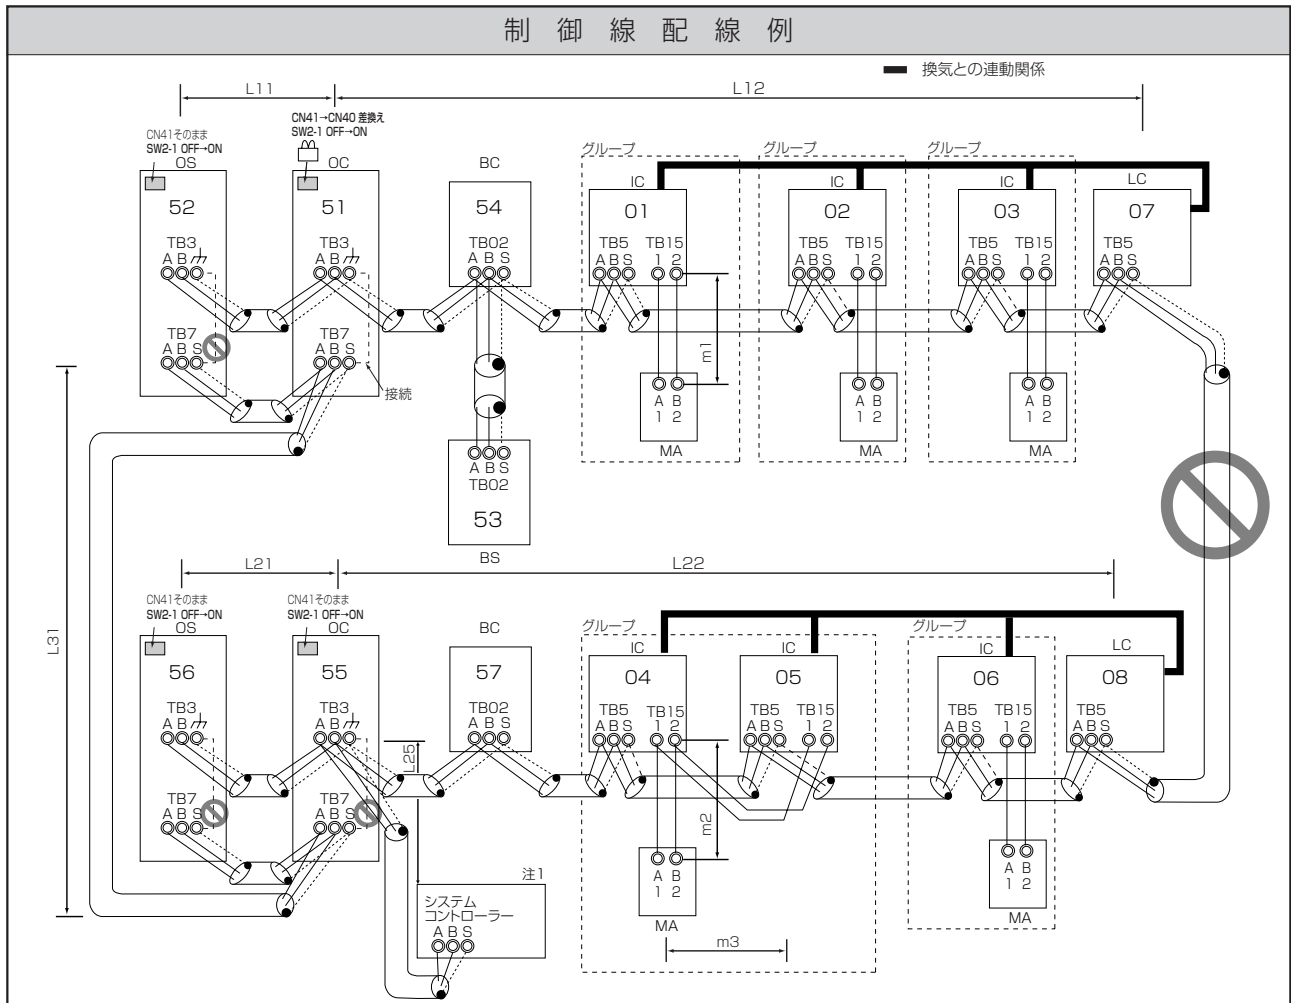 制御線配線例
換気との連動関係
L11
L12
CN41そのまま
SW2-1 OFF→ON
CN41→CN40 差換え
SW2-1 OFF→ON
OS
OC
BC
グループ
グループ
グループ
IC
IC
IC
LC
52
51
54
01
02
03
07
TB3
TB3
TB02
TB5
TB15
TB5
TB15
TB5
TB15
TB5
A B
A B
A B S
A B S
1 2
A B S
1 2
A B S
1 2
A B S
TB7
A B S
TB7
A B S
接続
m1
A B
1 2
MA
A B
1 2
MA
A B
1 2
MA
A B S
TB02
53
BS
L31
L21
L22
CN41そのまま
SW2-1 OFF→ON
CN41そのまま
SW2-1 OFF→ON
OS
OC
BC
グループ
グループ
IC
IC
IC
LC
56
55
57
04
05
06
08
TB3
TB3
TB02
TB5
TB15
TB5
TB15
TB5
TB15
TB5
A B
A B
A B S
A B S
1 2
A B S
1 2
A B S
1 2
A B S
L25
TB7
A B S
TB7
A B S
m2
A B
1 2
MA
A B
1 2
MA
注1
システム
コントローラー
A B S
m3